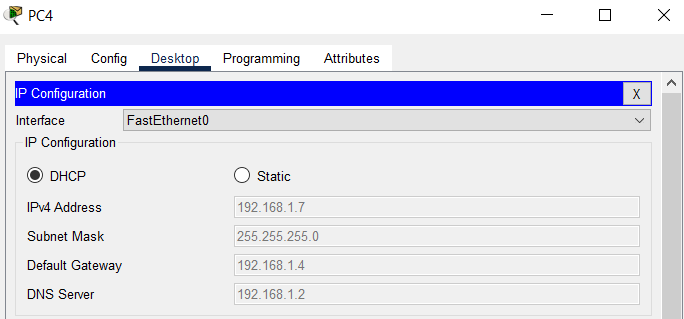 PC4
Physical Config Desktop Programming Attributes
IP Configuration X
Interface FastEthernet0
IP Configuration
DHCP Static
IPv4 Address 192.168.1.7
Subnet Mask 255.255.255.0
Default Gateway 192.168.1.4
DNS Server 192.168.1.2